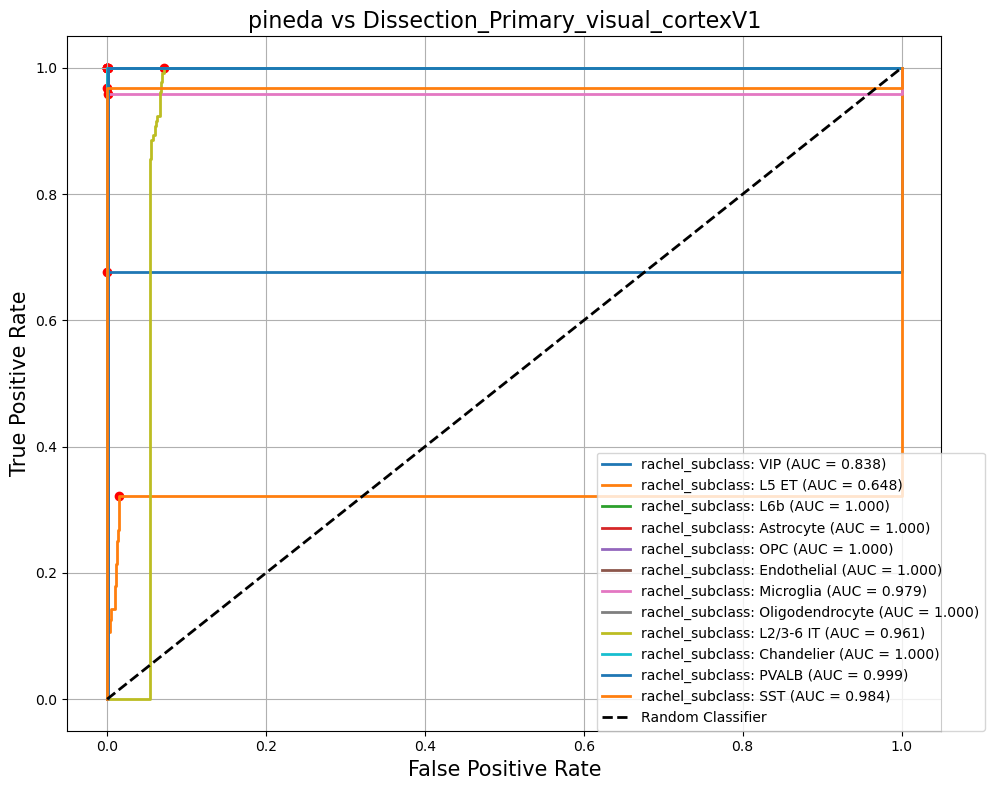 pineda vs Dissection_Primary_visual_cortexV1
True Positive Rate
1.0
0.8
0.6
0.4
0.2
0.0
rachel_subclass: VIP (AUC = 0.838)
rachel_subclass: L5 ET (AUC = 0.648)
rachel_subclass: L6b (AUC = 1.000)
rachel_subclass: Astrocyte (AUC = 1.000)
rachel_subclass: OPC (AUC = 1.000)
rachel_subclass: Endothelial (AUC = 1.000)
rachel_subclass: Microglia (AUC = 0.979)
rachel_subclass: Oligodendrocyte (AUC = 1.000)
rachel_subclass: L2/3-6 IT (AUC = 0.961)
rachel_subclass: Chandelier (AUC = 1.000)
rachel_subclass: PVALB (AUC = 0.999)
rachel_subclass: SST (AUC = 0.984)
Random Classifier
0.0 0.2 0.4 0.6 0.8 1.0
False Positive Rate